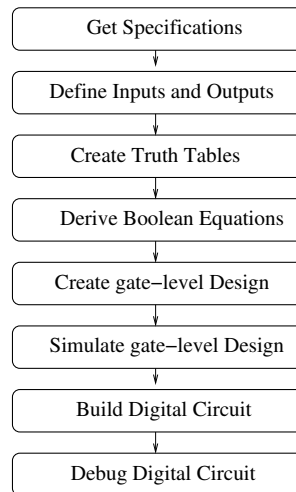 Get Specifications
Define Inputs and Outputs
Create Truth Tables
Derive Boolean Equations
Create gate−level Design
Simulate gate−level Design
Build Digital Circuit
Debug Digital Circuit